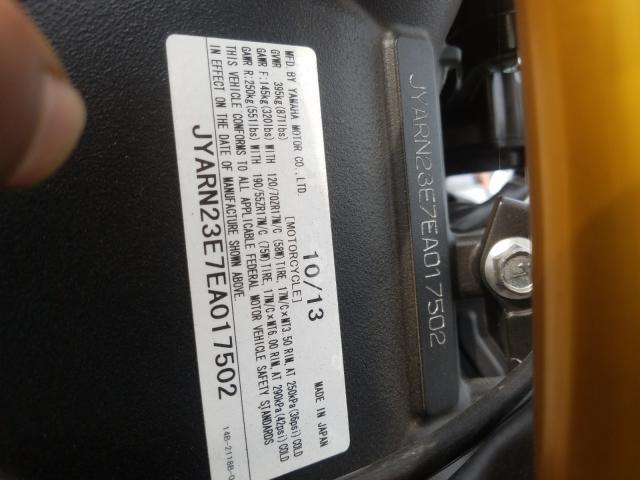 MFD. BY YAMAHA MOTOR CO., LTD. 10/13 MADE IN JAPAN
GVWR 395kg(871lbs) [MOTORCYCLE]
GAWR F:145kg(320lbs) WITH 120/70ZR17M/C (58W) TIRE, 17M/C×MT3.50 RIM, AT 250kPa(36psi) COLD
GAWR R:250kg(551lbs) WITH 190/55ZR17M/C (75W) TIRE, 17M/C×MT6.00 RIM, AT 290kPa(42psi) COLD
THIS VEHICLE CONFORMS TO ALL APPLICABLE FEDERAL MOTOR VEHICLE SAFETY STANDARDS
IN EFFECT ON THE DATE OF MANUFACTURE SHOWN ABOVE.
JYARN23E7EA017502
14B-2118B-0
JYARN23E7EA017502